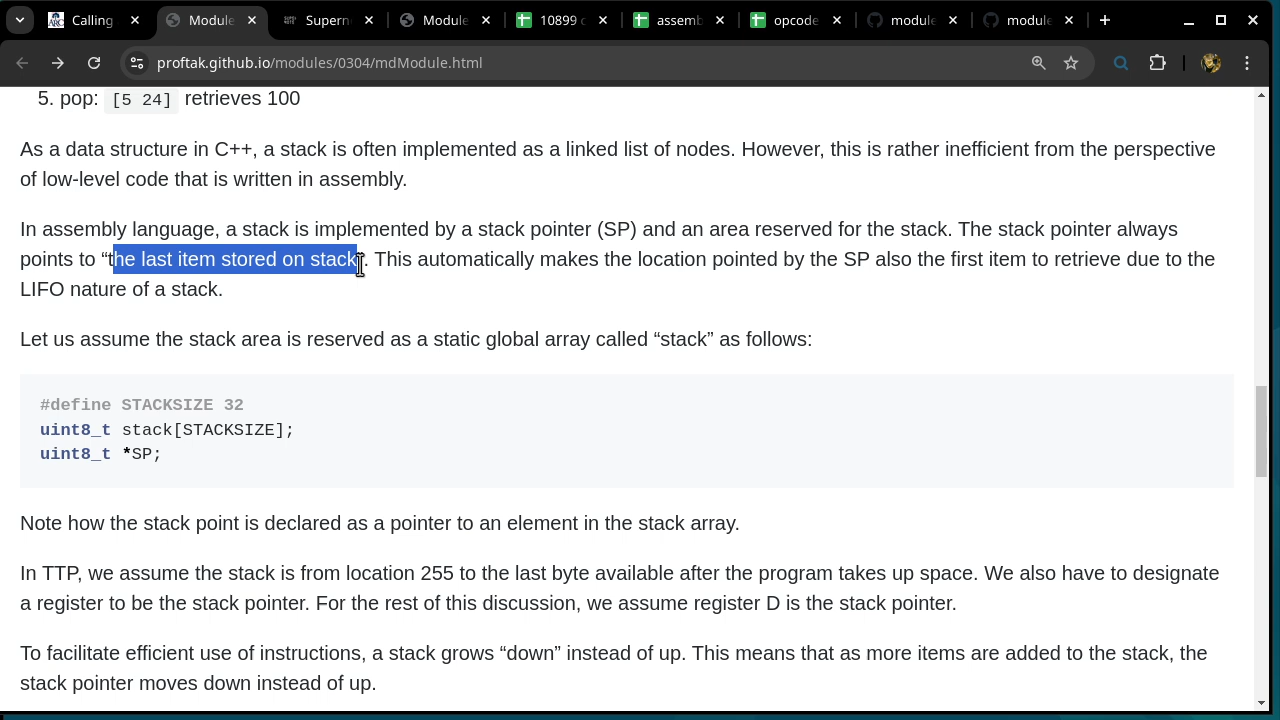 Calling
Module
Supern
Module
10899 c
assemb
opcode
module
module
proftak.github.io/modules/0304/mdModule.html
5. pop: [5 24] retrieves 100
As a data structure in C++, a stack is often implemented as a linked list of nodes. However, this is rather inefficient from the perspective
of low-level code that is written in assembly.
In assembly language, a stack is implemented by a stack pointer (SP) and an area reserved for the stack. The stack pointer always
points to “the last item stored on stack”. This automatically makes the location pointed by the SP also the first item to retrieve due to the
LIFO nature of a stack.
Let us assume the stack area is reserved as a static global array called “stack” as follows:
#define STACKSIZE 32
uint8_t stack[STACKSIZE];
uint8_t *SP;
Note how the stack point is declared as a pointer to an element in the stack array.
In TTP, we assume the stack is from location 255 to the last byte available after the program takes up space. We also have to designate
a register to be the stack pointer. For the rest of this discussion, we assume register D is the stack pointer.
To facilitate efficient use of instructions, a stack grows “down” instead of up. This means that as more items are added to the stack, the
stack pointer moves down instead of up.